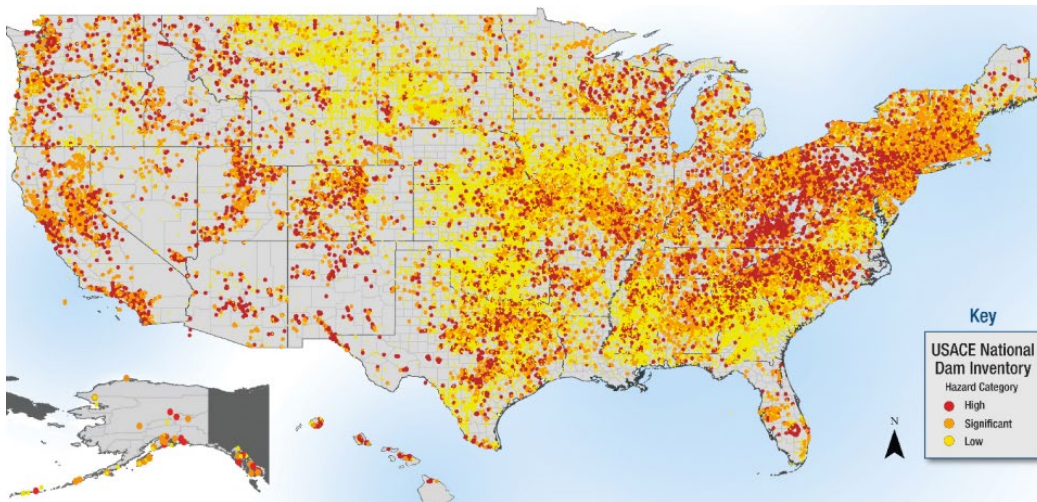 Key
USACE National
Dam Inventory
Hazard Category
High
Significant
Low
N